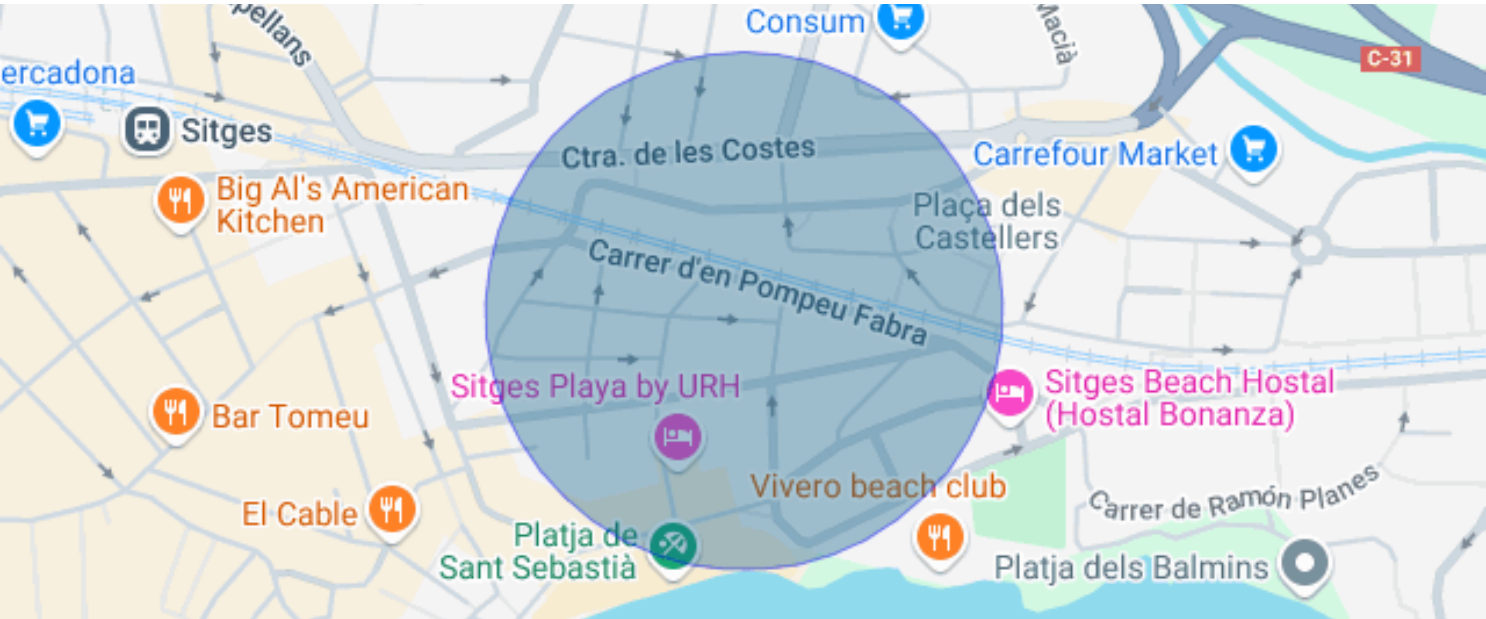 pellans
Consum
Macià
C-31
ercadona
Sitges
Ctra. de les Costes
Carrefour Market
Big Al's American
Kitchen
Plaça dels
Castellers
Carrer d'en Pompeu Fabra
Sitges Playa by URH
Sitges Beach Hostal
(Hostal Bonanza)
Bar Tomeu
Vivero beach club
Carrer de Ramón Planes
El Cable
Platja de
Sant Sebastià
Platja dels Balmins